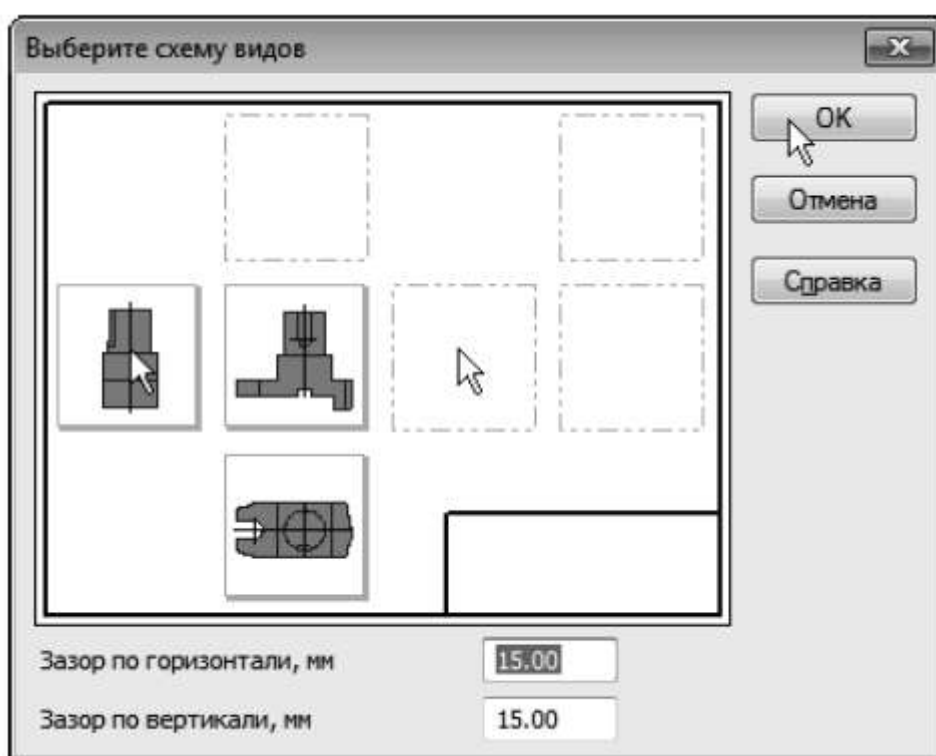 Выберите схему видов
OK
Отмена
Справка
Зазор по горизонтали, мм 15.00
Зазор по вертикали, мм 15.00